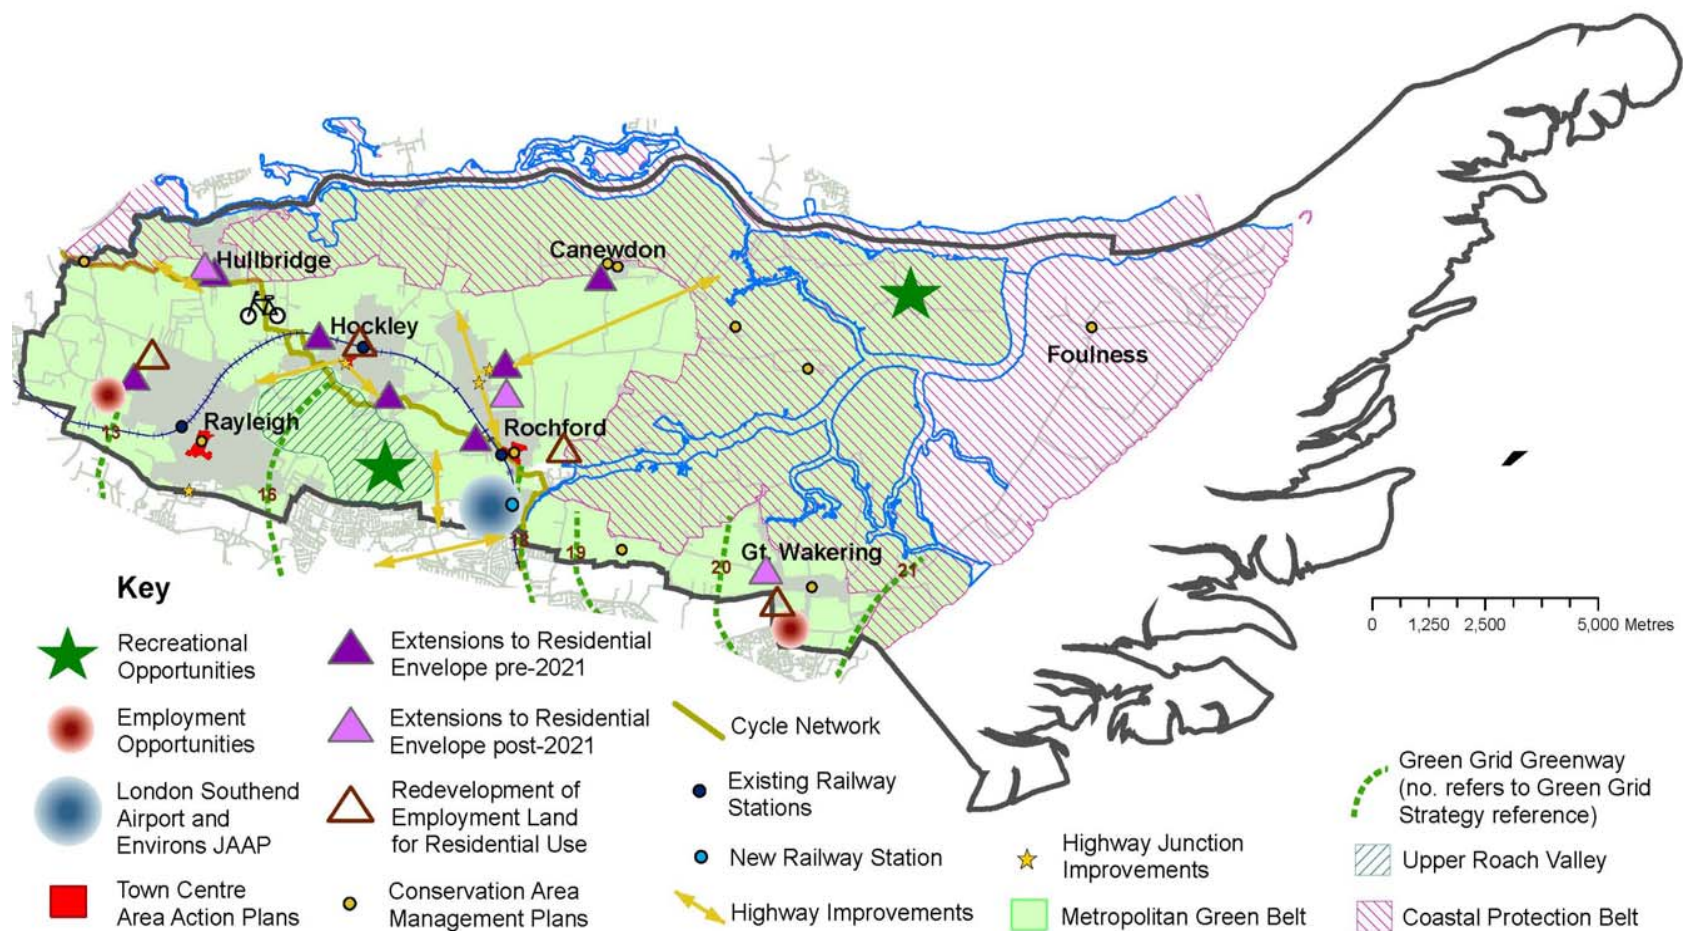 Hullbridge
Canewdon
Hockley
Foulness
Rayleigh
Rochford
13
16
18
19
20
Gt. Wakering
21
Key
Recreational
Opportunities
Employment
Opportunities
London Southend
Airport and
Environs JAAP
Town Centre
Area Action Plans
Extensions to Residential
Envelope pre-2021
Extensions to Residential
Envelope post-2021
Redevelopment of
Employment Land
for Residential Use
Conservation Area
Management Plans
Cycle Network
Existing Railway
Stations
New Railway Station
Highway Improvements
Highway Junction
Improvements
Metropolitan Green Belt
0 1,250 2,500 5,000 Metres
Green Grid Greenway
(no. refers to Green Grid
Strategy reference)
Upper Roach Valley
Coastal Protection Belt